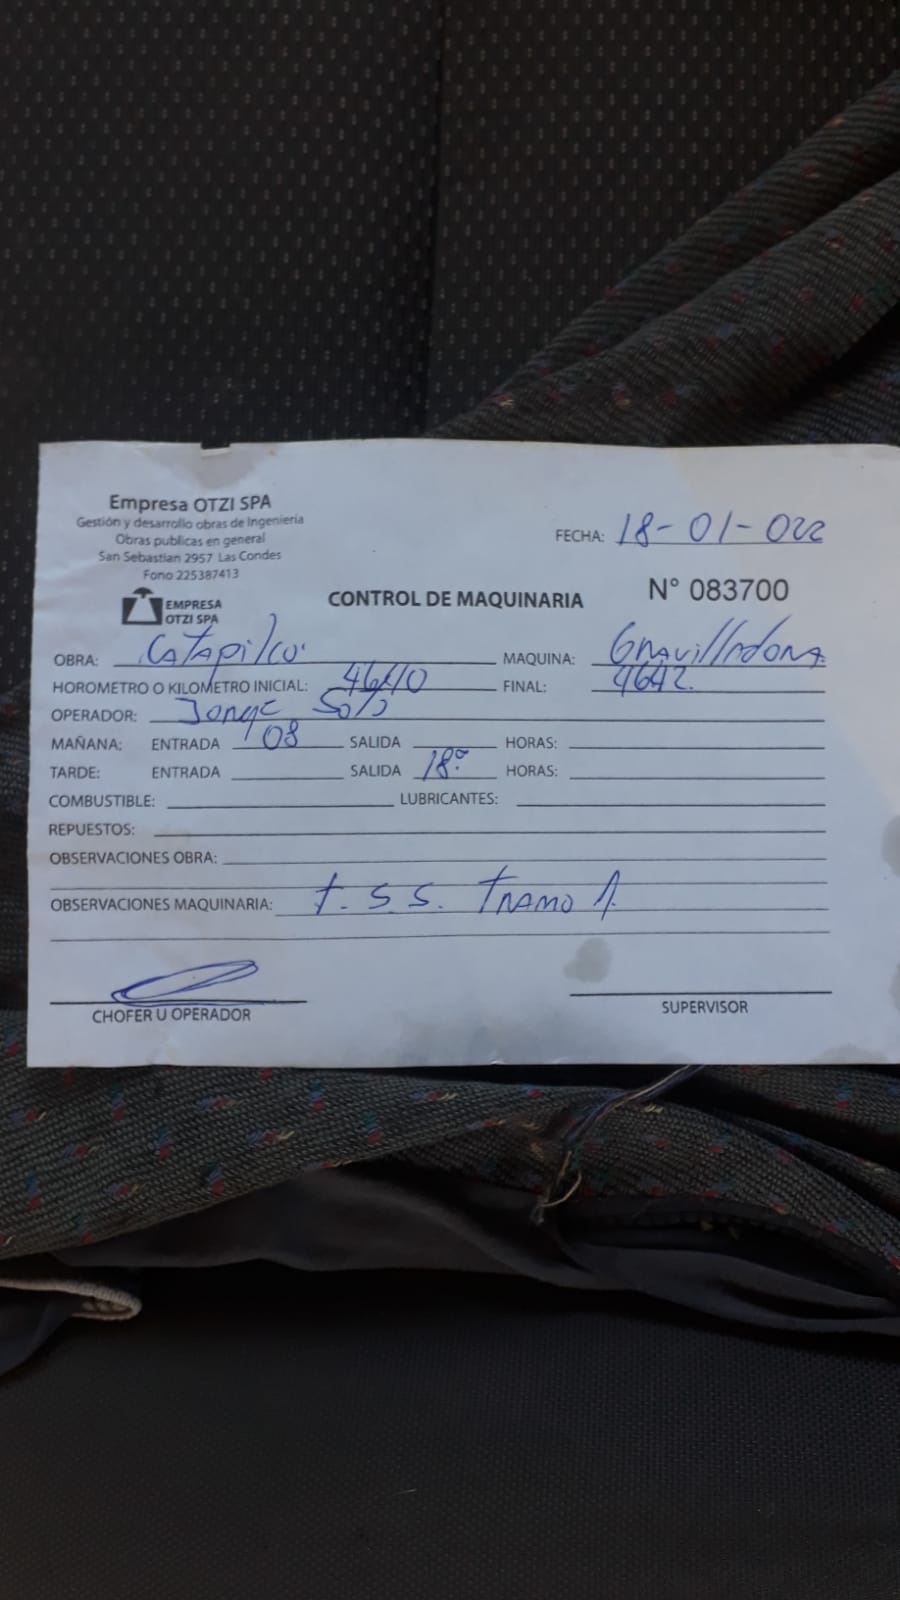 Empresa OTZI SPA
Gestión y desarrollo obras de Ingenieria
Obras publicas en general
San Sebastian 2957 Las Condes
Fono 225387413
EMPRESA
OTZI SPA
FECHA: 18-01-022
CONTROL DE MAQUINARIA
N° 083700
OBRA: Catapilco MAQUINA: Gravilladora
HOROMETRO O KILOMETRO INICIAL: 4640 FINAL: 4642.
OPERADOR: Jorge
MAÑANA: ENTRADA 08 SALIDA HORAS:
TARDE: ENTRADA SALIDA 18° HORAS:
COMBUSTIBLE: LUBRICANTES:
REPUESTOS:
OBSERVACIONES OBRA:
OBSERVACIONES MAQUINARIA: t. S.S. Tramo 1.
CHOFER U OPERADOR
SUPERVISOR